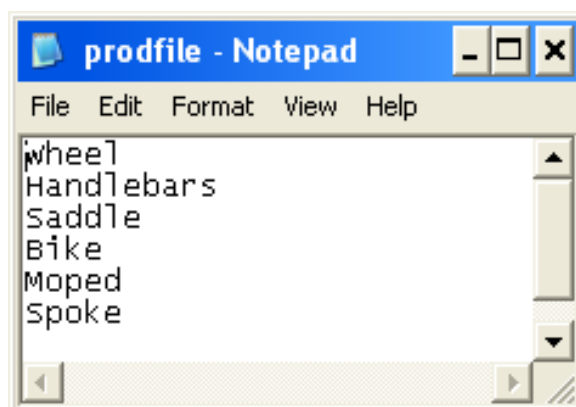 prodfile - Notepad
File Edit Format View Help
Wheel
Handlebars
Saddle
Bike
Moped
Spoke